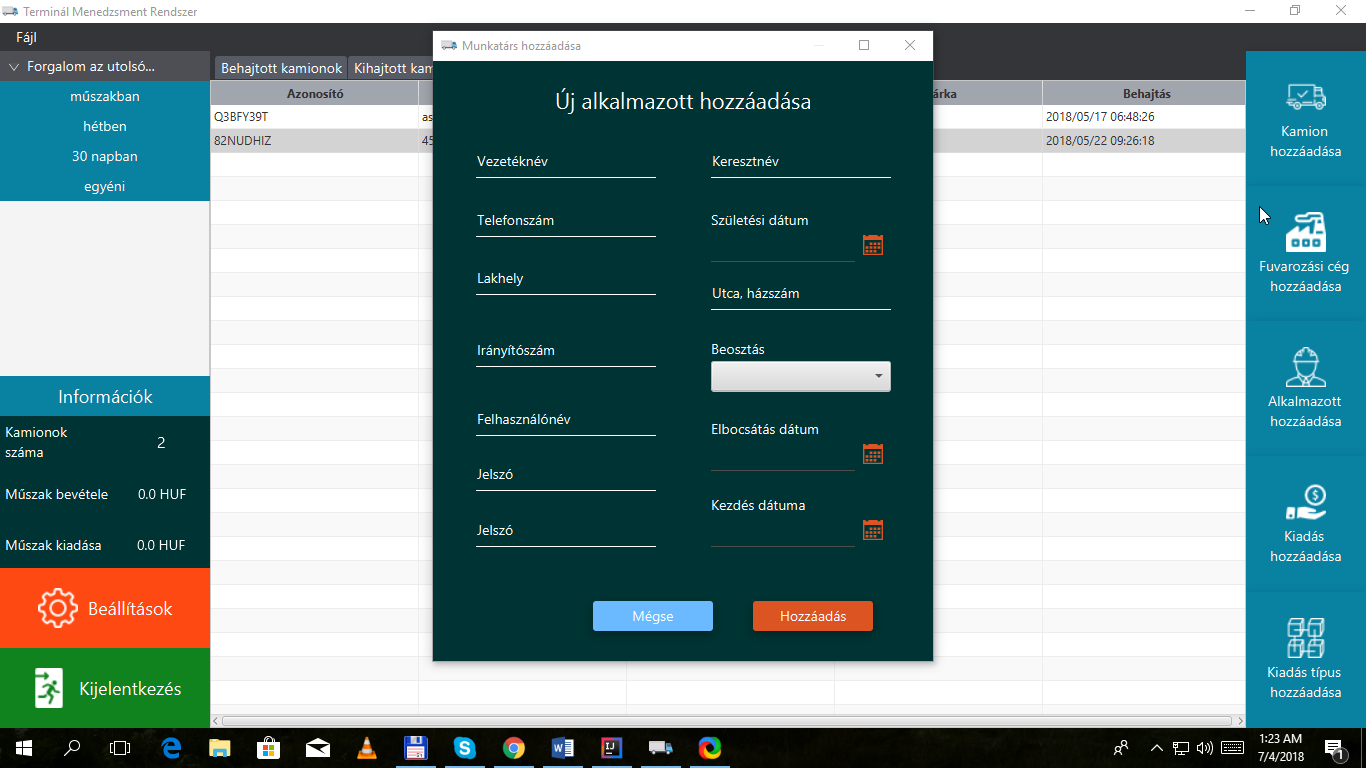 Terminál Menedzsment Rendszer
Fájl
Forgalom az utolsó...
műszakban
hétben
30 napban
egyéni
Információk
Kamionok
száma
2
Műszak bevétele 0.0 HUF
Műszak kiadása 0.0 HUF
Beállítások
Kijelentkezés
Behajtott kamionok Kihajtott kam
Azonosító
Behajtás
Q3BFY39T 2018/05/17 06:48:26
82NUDHIZ 2018/05/22 09:26:18
Munkatárs hozzáadása
Új alkalmazott hozzáadása
Vezetéknév Keresztnév
Telefonszám Születési dátum
Lakhely
Utca, házszám
Irányítószám Beosztás
Felhasználónév Elbocsátás dátum
Jelszó
Kezdés dátuma
Jelszó
Mégse Hozzáadás
Kamion
hozzáadása
Fuvarozási cég
hozzáadása
Alkalmazott
hozzáadása
Kiadás
hozzáadása
Kiadás típus
hozzáadása
1:23 AM
7/4/2018
1